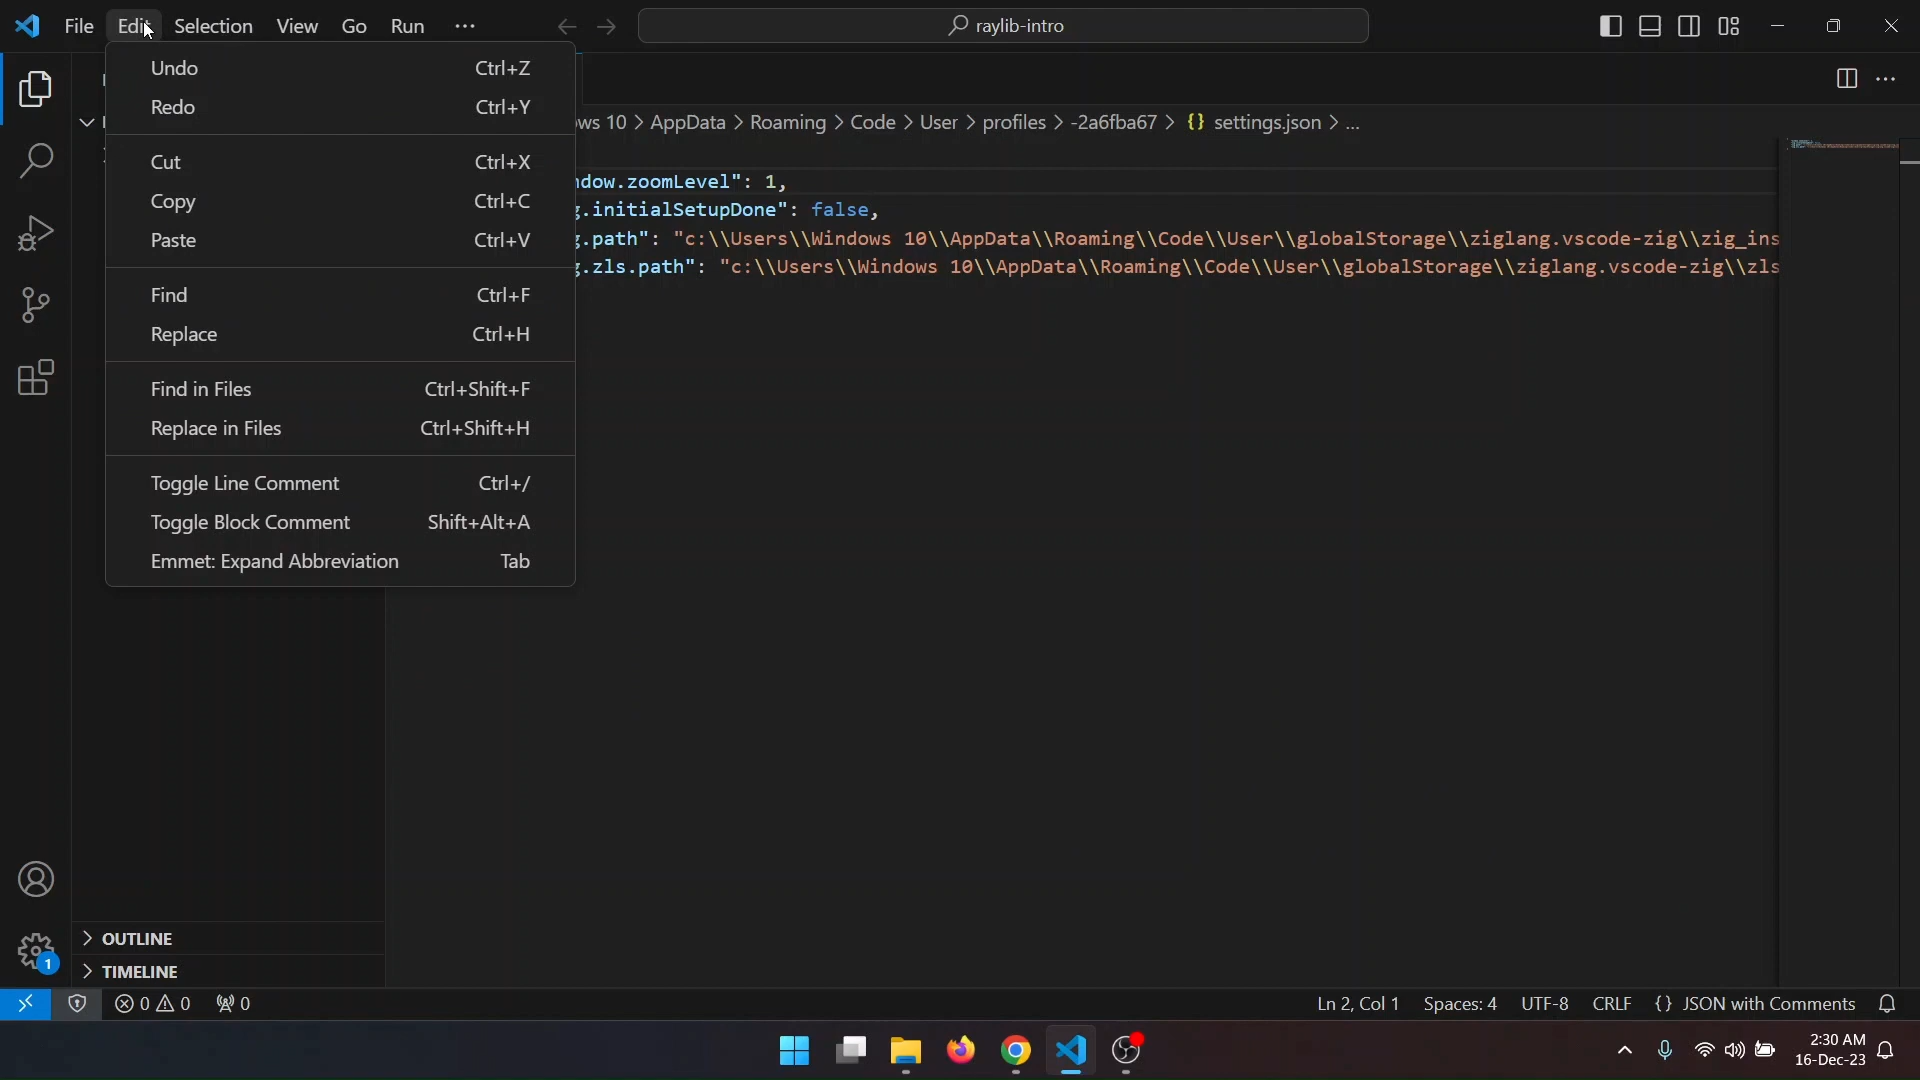 File Edit Selection View Go Run ...
raylib-intro
Undo Ctrl+Z
Redo Ctrl+Y
Cut Ctrl+X
Copy Ctrl+C
Paste Ctrl+V
Find Ctrl+F
Replace Ctrl+H
Find in Files Ctrl+Shift+F
Replace in Files Ctrl+Shift+H
Toggle Line Comment Ctrl+/
Toggle Block Comment Shift+Alt+A
Emmet: Expand Abbreviation Tab
ws 10 > AppData > Roaming > Code > User > profiles > -2a6fba67 > {} settings.json > ...
dow.zoomLevel": 1,
.initialSetupDone": false,
.path": "c:\\Users\\Windows 10\\AppData\\Roaming\\Code\\User\\globalStorage\\ziglang.vscode-zig\\zig_ins
.zls.path": "c:\\Users\\Windows 10\\AppData\\Roaming\\Code\\User\\globalStorage\\ziglang.vscode-zig\\zls
OUTLINE
TIMELINE
1
0 0 0
Ln 2, Col 1 Spaces: 4 UTF-8 CRLF {} JSON with Comments
2:30 AM
16-Dec-23